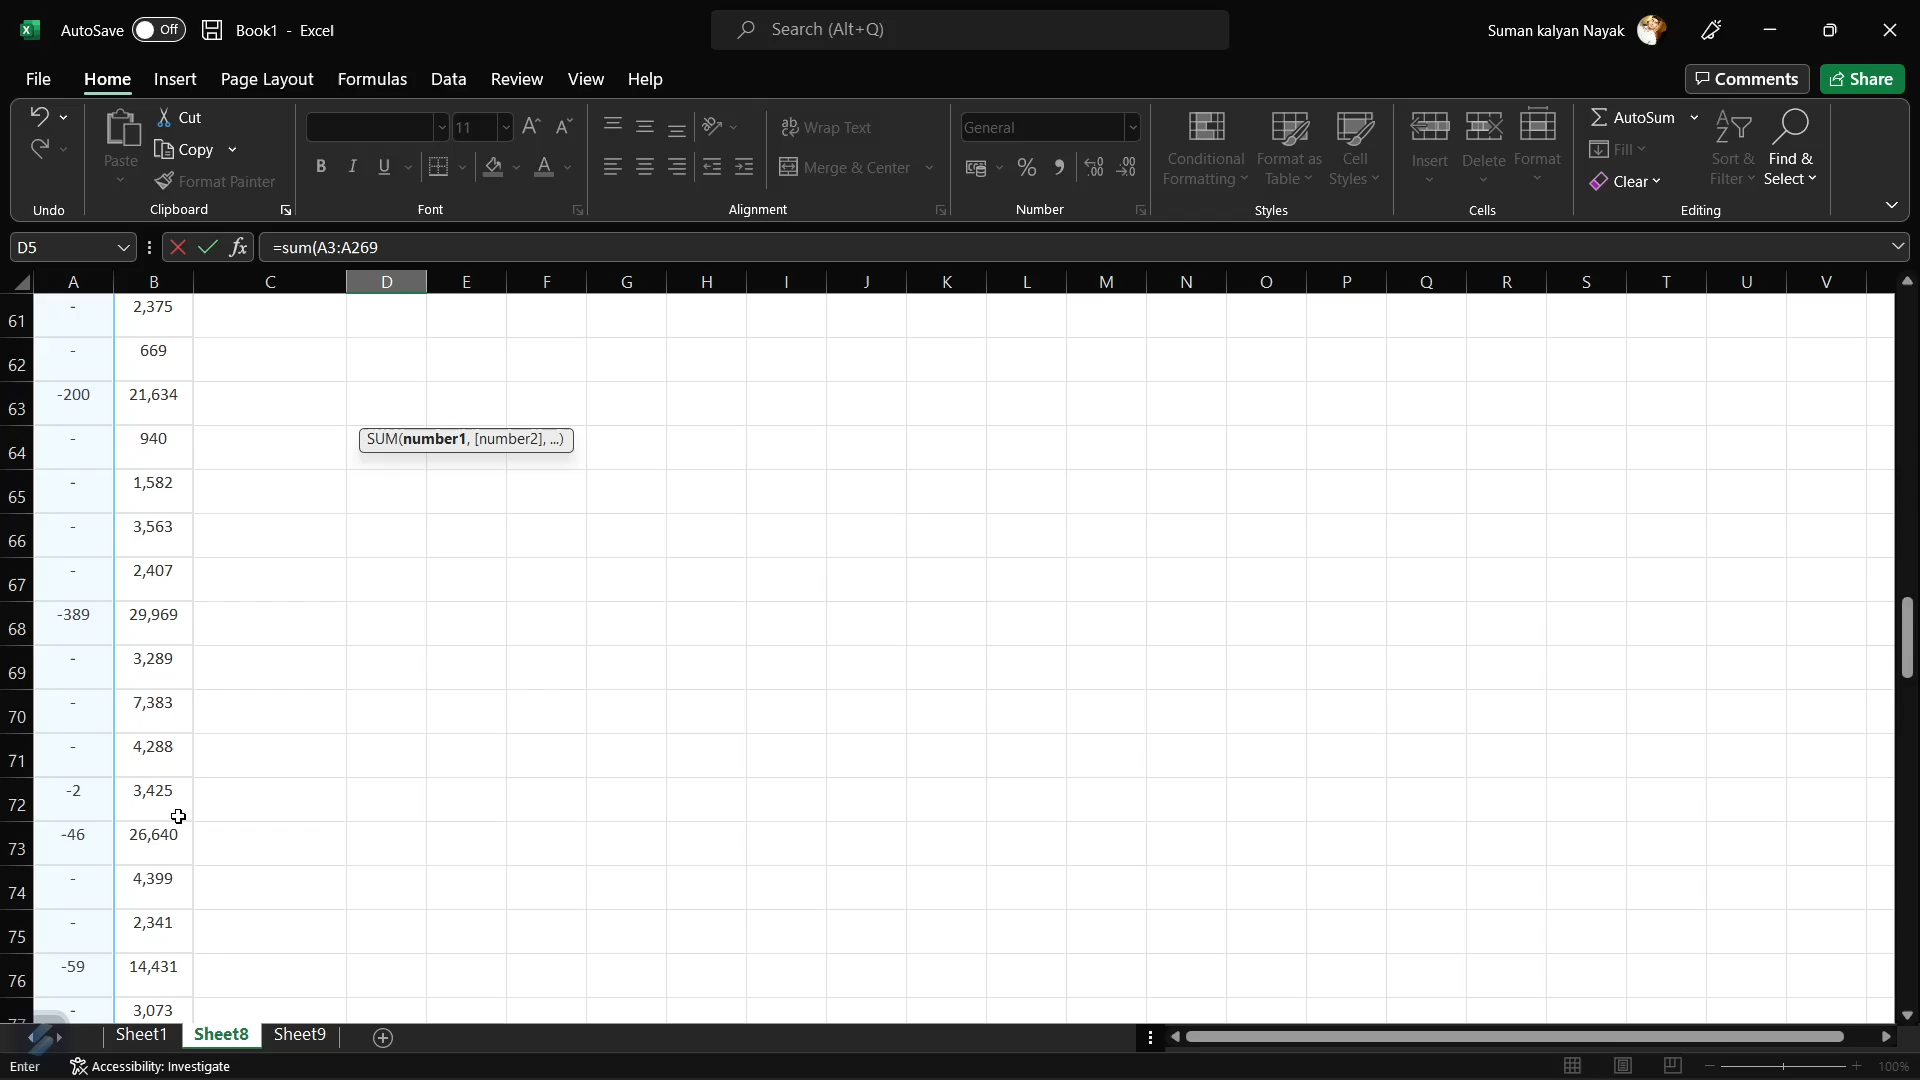 AutoSave Off Book1 - Excel Search (Alt+Q) Suman kalyan Nayak
File Home Insert Page Layout Formulas Data Review View Help Comments Share
Paste Cut Copy Format Painter
Undo Clipboard
11
B I U A
Font
ab Wrap Text
Merge & Center
Alignment
General
% ,
Number
Conditional Formatting Format as Table Cell Styles
Styles
Insert Delete Format
Cells
AutoSum
Fill
Clear
Sort & Filter Find & Select
Editing
D5 fx =sum(A3:A269
A B C D E F G H I J K L M N O P Q R S T U V
61 - 2,375
62 - 669
63 -200 21,634
64 - 940
SUM(number1, [number2], ...)
65 - 1,582
66 - 3,563
67 - 2,407
68 -389 29,969
69 - 3,289
70 - 7,383
71 - 4,288
72 -2 3,425
73 -46 26,640
74 - 4,399
75 - 2,341
76 -59 14,431
77 - 3,073
Sheet1 Sheet8 Sheet9
Enter Accessibility: Investigate 100%